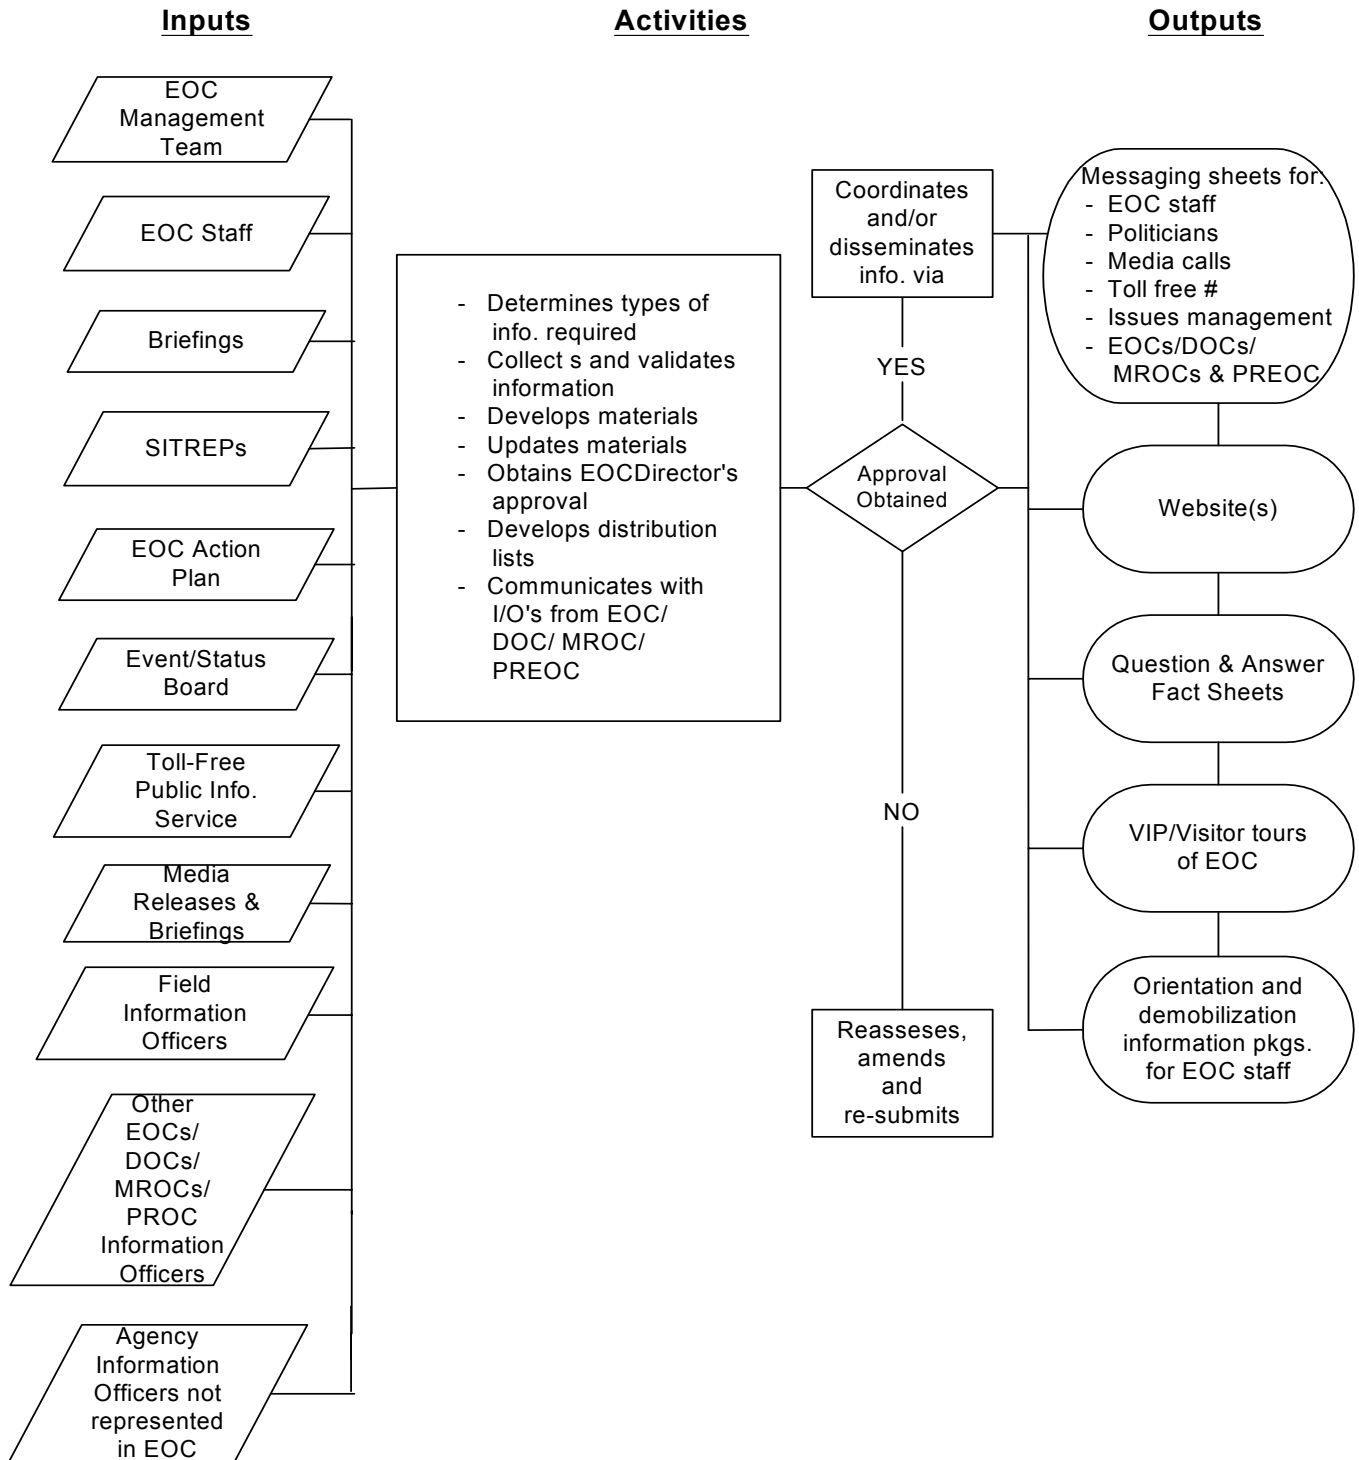 Inputs
Activities
Outputs
EOC
Management
Team
EOC Staff
Briefings
SITREPs
EOC Action
Plan
Event/Status
Board
Toll-Free
Public Info.
Service
Media
Releases &
Briefings
Field
Information
Officers
Other
EOCs/
DOCs/
MROCs/
PROC
Information
Officers
Agency
Information
Officers not
represented
in EOC
- Determines types of
info. required
- Collect s and validates
information
- Develops materials
- Updates materials
- Obtains EOCDirector's
approval
- Develops distribution
lists
- Communicates with
I/O's from EOC/
DOC/ MROC/
PREOC
Coordinates
and/or
disseminates
info. via
YES
Approval
Obtained
NO
Reasseses,
amends
and
re-submits
Messaging sheets for:
- EOC staff
- Politicians
- Media calls
- Toll free #
- Issues management
- EOCs/DOCs/
MROCs & PREOC
Website(s)
Question & Answer
Fact Sheets
VIP/Visitor tours
of EOC
Orientation and
demobilization
information pkgs.
for EOC staff